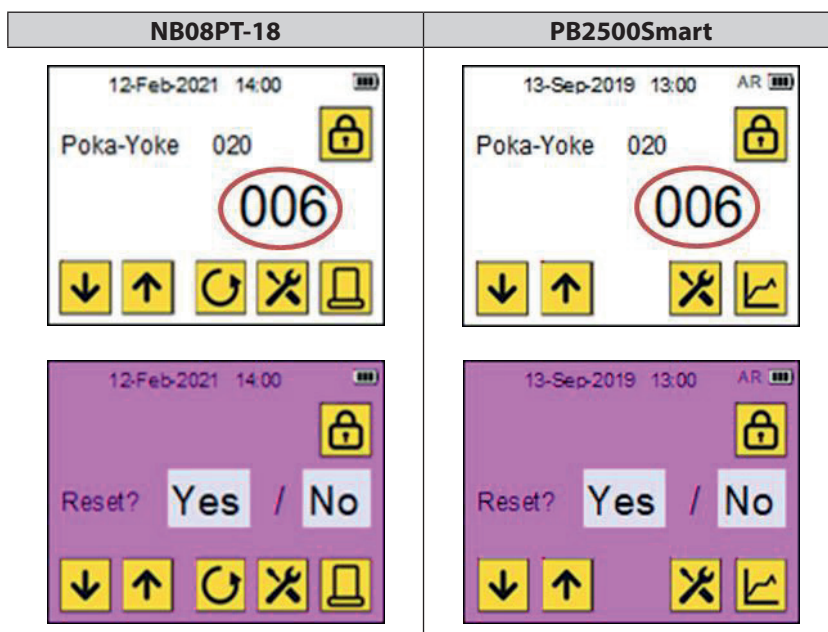 NB08PT-18
PB2500Smart
12-Feb-2021 14:00
Poka-Yoke 020
006
13-Sep-2019 13:00 AR
Poka-Yoke 020
006
12-Feb-2021 14:00
Reset? Yes / No
13-Sep-2019 13:00 AR
Reset? Yes / No